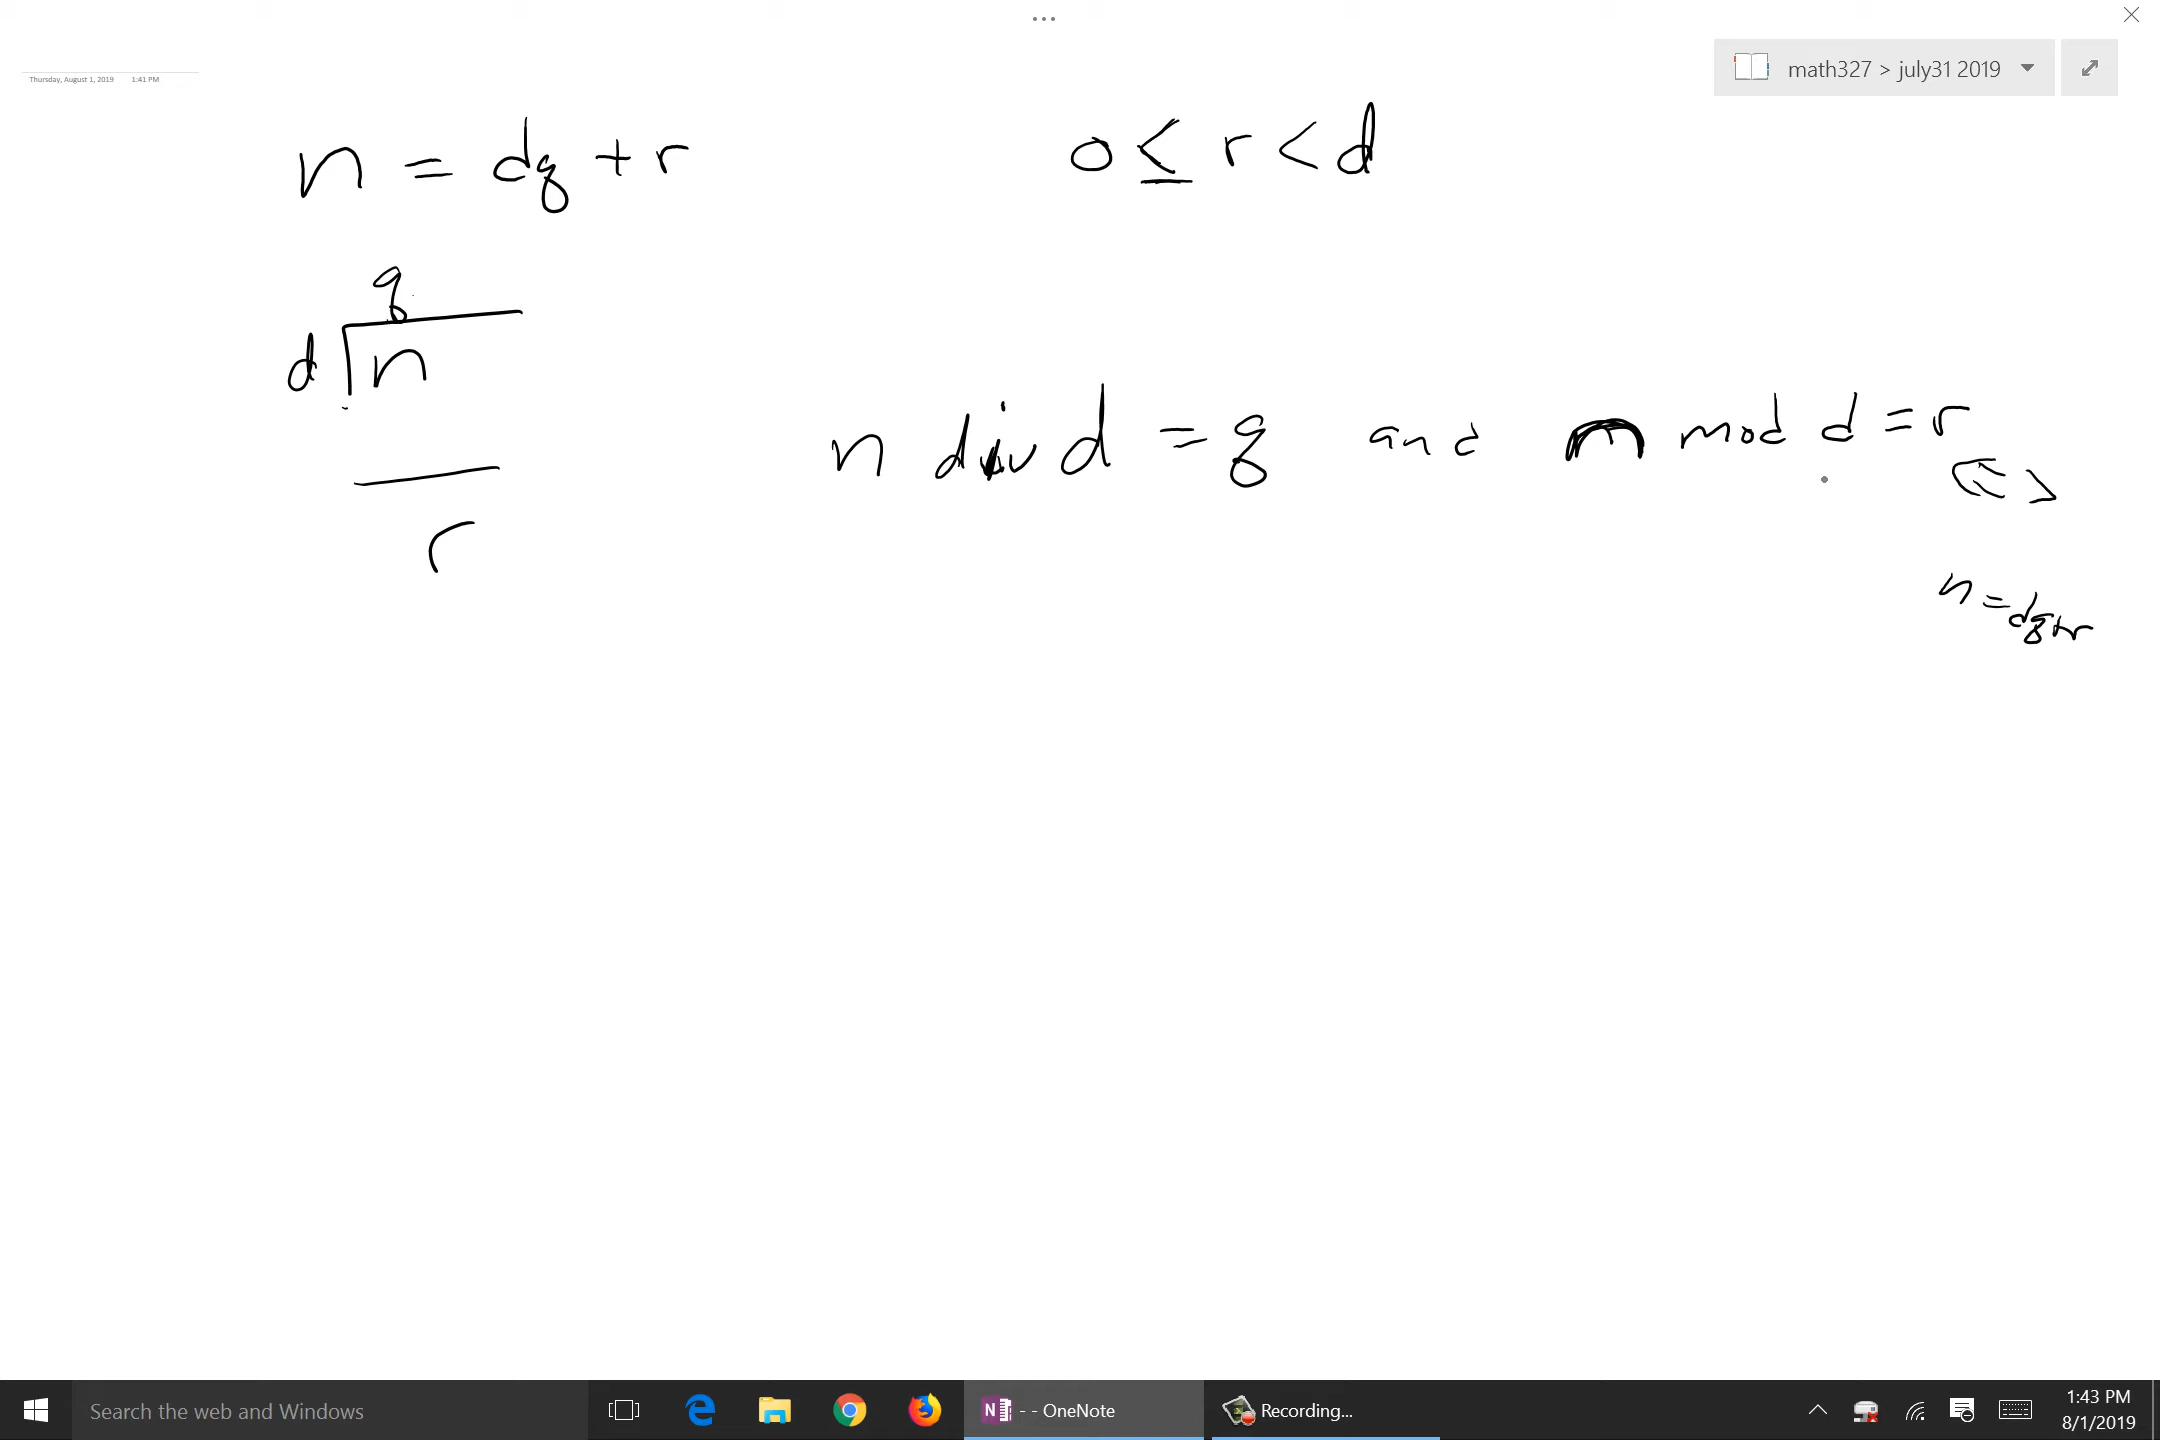 ...
math327 > july31 2019
Thursday, August 1, 2019 1:41 PM
n = dq + r
0 ≤ r < d
q
d n
n div d = q and n mod d = r
<=>
r
n = dq+r
Search the web and Windows
N - - OneNote
Recording...
1:43 PM
8/1/2019